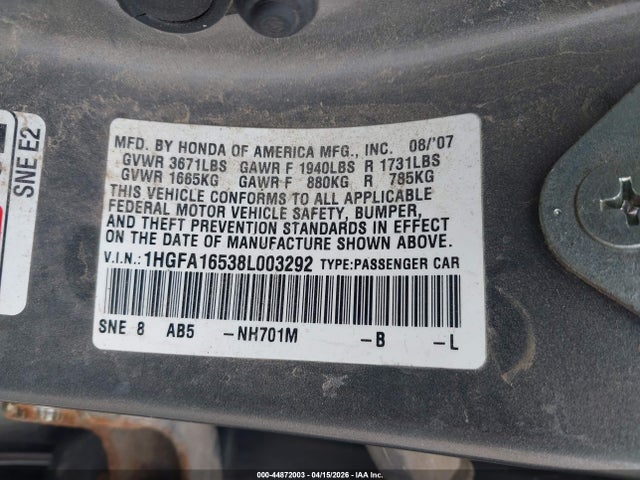 SNE E2
MFD. BY HONDA OF AMERICA MFG., INC. 08/'07
GVWR 3671LBS GAWR F 1940LBS R 1731LBS
GVWR 1665KG GAWR F 880KG R 785KG
THIS VEHICLE CONFORMS TO ALL APPLICABLE
FEDERAL MOTOR VEHICLE SAFETY, BUMPER,
AND THEFT PREVENTION STANDARDS IN EFFECT
ON THE DATE OF MANUFACTURE SHOWN ABOVE.
V.I.N.: 1HGFA16538L003292 TYPE:PASSENGER CAR
SNE 8 AB5 -NH701M -B -L
000-44872003 - 04/15/2026 - IAA Inc.